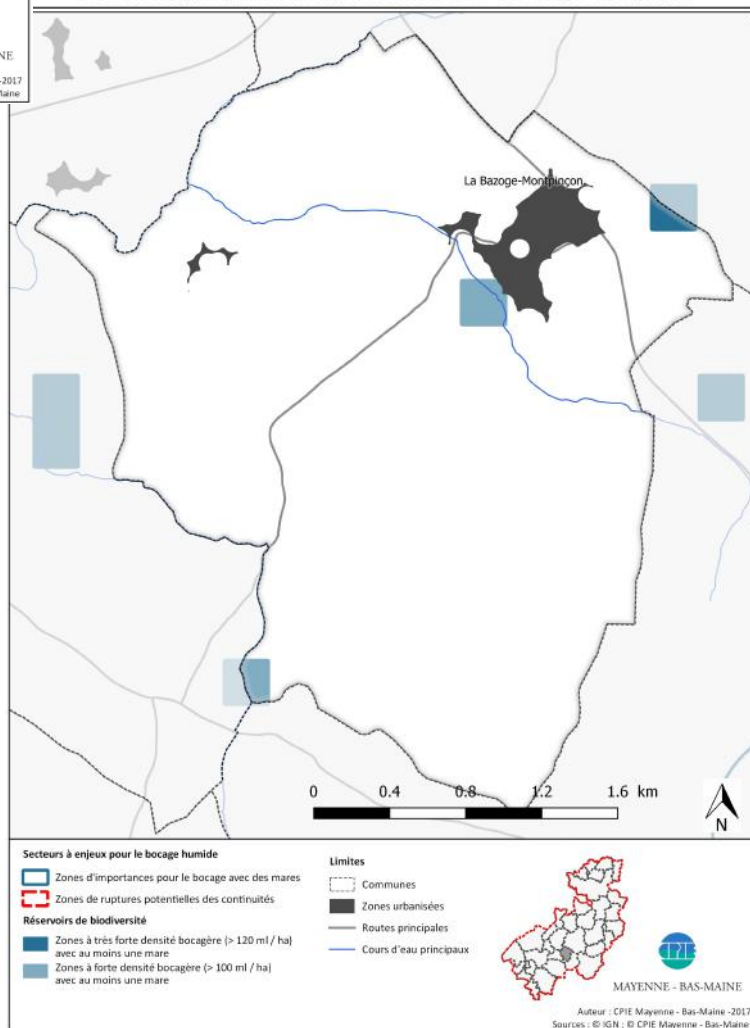 NE
-2017
Maine
La Bazoge-Montpinçon
0 0.4 0.8 1.2 1.6 km
N
Secteurs à enjeux pour le bocage humide
Zones d'importances pour le bocage avec des mares
Zones de ruptures potentielles des continuités
Réservoirs de biodiversité
Zones à très forte densité bocagère (> 120 ml / ha)
avec au moins une mare
Zones à forte densité bocagère (> 100 ml / ha)
avec au moins une mare
Limites
Communes
Zones urbanisées
Routes principales
Cours d'eau principaux
CPIE
MAYENNE - BAS-MAINE
Auteur : CPIE Mayenne - Bas-Maine -2017
Sources : © IGN ; © CPIE Mayenne - Bas-Maine